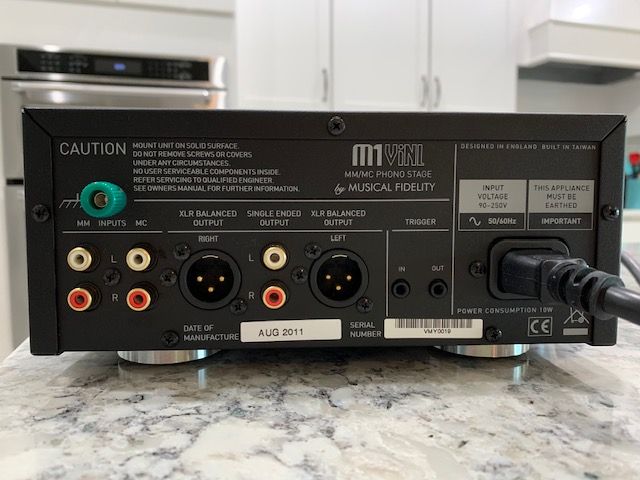 CAUTION
MOUNT UNIT ON SOLID SURFACE.
DO NOT REMOVE SCREWS OR COVERS
UNDER ANY CIRCUMSTANCES.
NO USER SERVICEABLE COMPONENTS INSIDE.
REFER SERVICING TO QUALIFIED ENGINEER.
SEE OWNERS MANUAL FOR FURTHER INFORMATION.
M1 ViNL
MM/MC PHONO STAGE
by MUSICAL FIDELITY
DESIGNED IN ENGLAND BUILT IN TAIWAN
INPUT
VOLTAGE
90-250V
50/60Hz
THIS APPLIANCE
MUST BE
EARTHED
IMPORTANT
MM INPUTS MC
XLR BALANCED
OUTPUT
RIGHT
SINGLE ENDED
OUTPUT
XLR BALANCED
OUTPUT
LEFT
TRIGGER
IN OUT
L
R
L
R
POWER CONSUMPTION 10W
CE
DATE OF
MANUFACTURE
AUG 2011
SERIAL
NUMBER
VMY0019